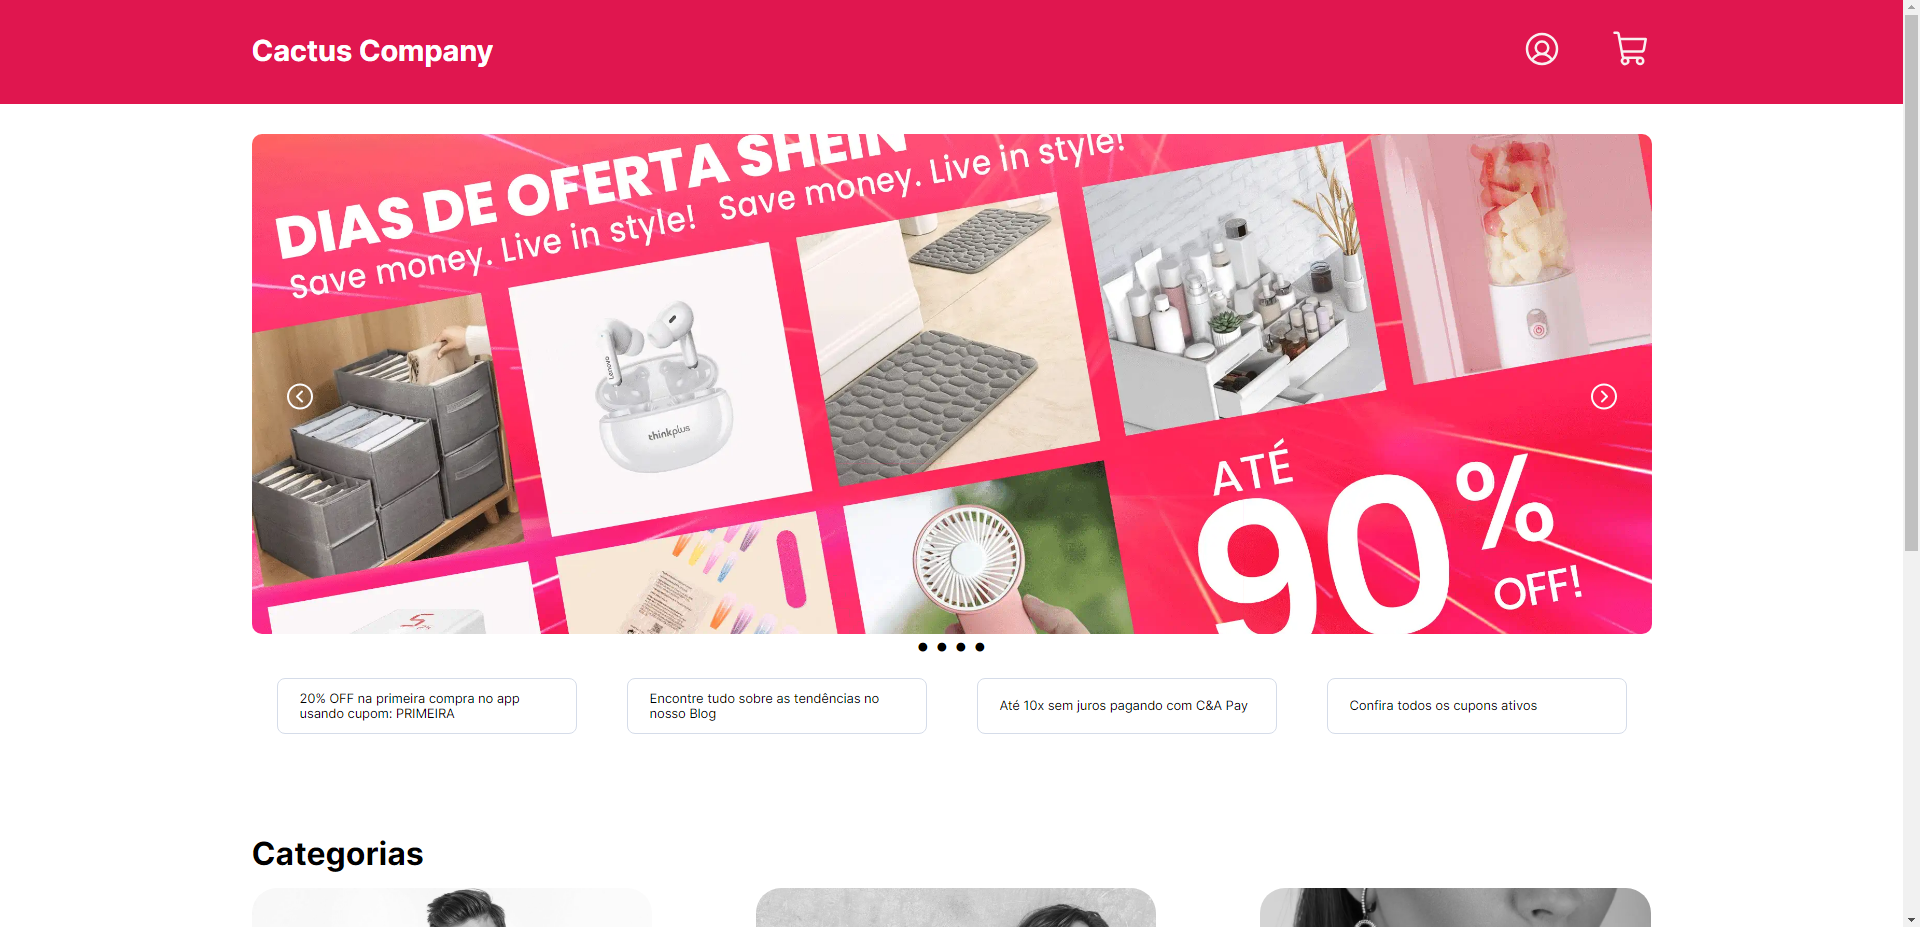 Cactus Company
DIAS DE OFERTA SHEIN
Save money. Live in style! Save money. Live in style!
Lenovo
thinkplus
ATÉ
90%
OFF!
20% OFF na primeira compra no app
usando cupom: PRIMEIRA
Encontre tudo sobre as tendências no
nosso Blog
Até 10x sem juros pagando com C&A Pay
Confira todos os cupons ativos
Categorias